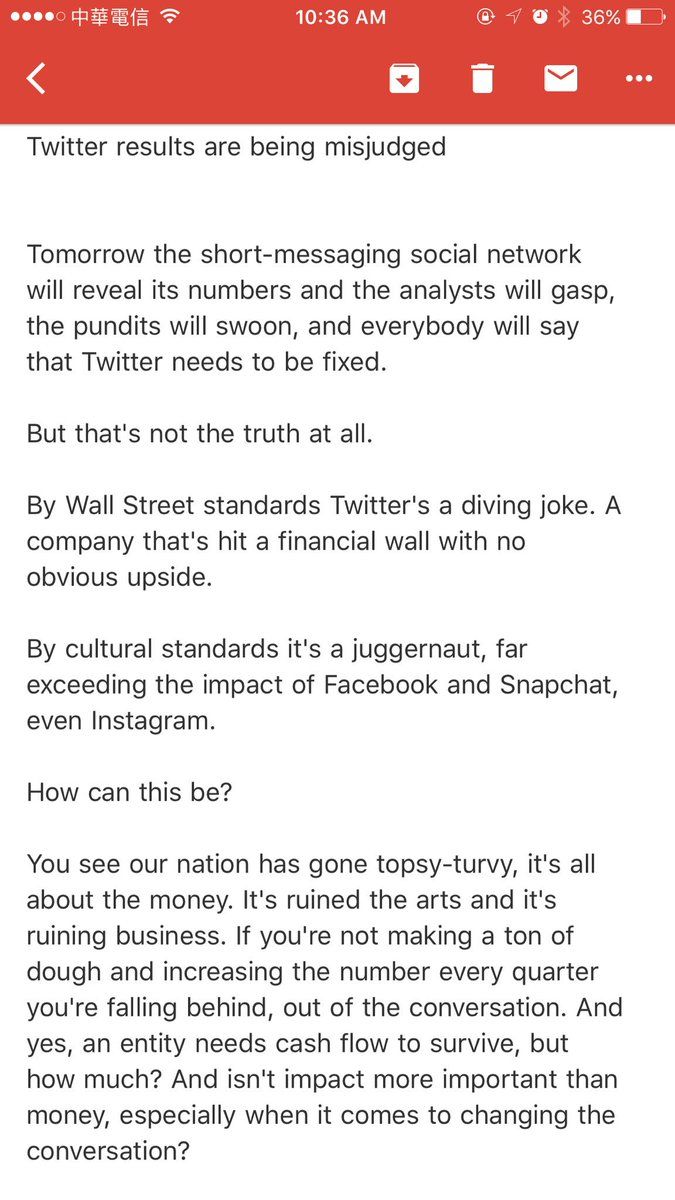 中華電信 10:36 AM 36%
Twitter results are being misjudged
Tomorrow the short-messaging social network
will reveal its numbers and the analysts will gasp,
the pundits will swoon, and everybody will say
that Twitter needs to be fixed.
But that's not the truth at all.
By Wall Street standards Twitter's a diving joke. A
company that's hit a financial wall with no
obvious upside.
By cultural standards it's a juggernaut, far
exceeding the impact of Facebook and Snapchat,
even Instagram.
How can this be?
You see our nation has gone topsy-turvy, it's all
about the money. It's ruined the arts and it's
ruining business. If you're not making a ton of
dough and increasing the number every quarter
you're falling behind, out of the conversation. And
yes, an entity needs cash flow to survive, but
how much? And isn't impact more important than
money, especially when it comes to changing the
conversation?